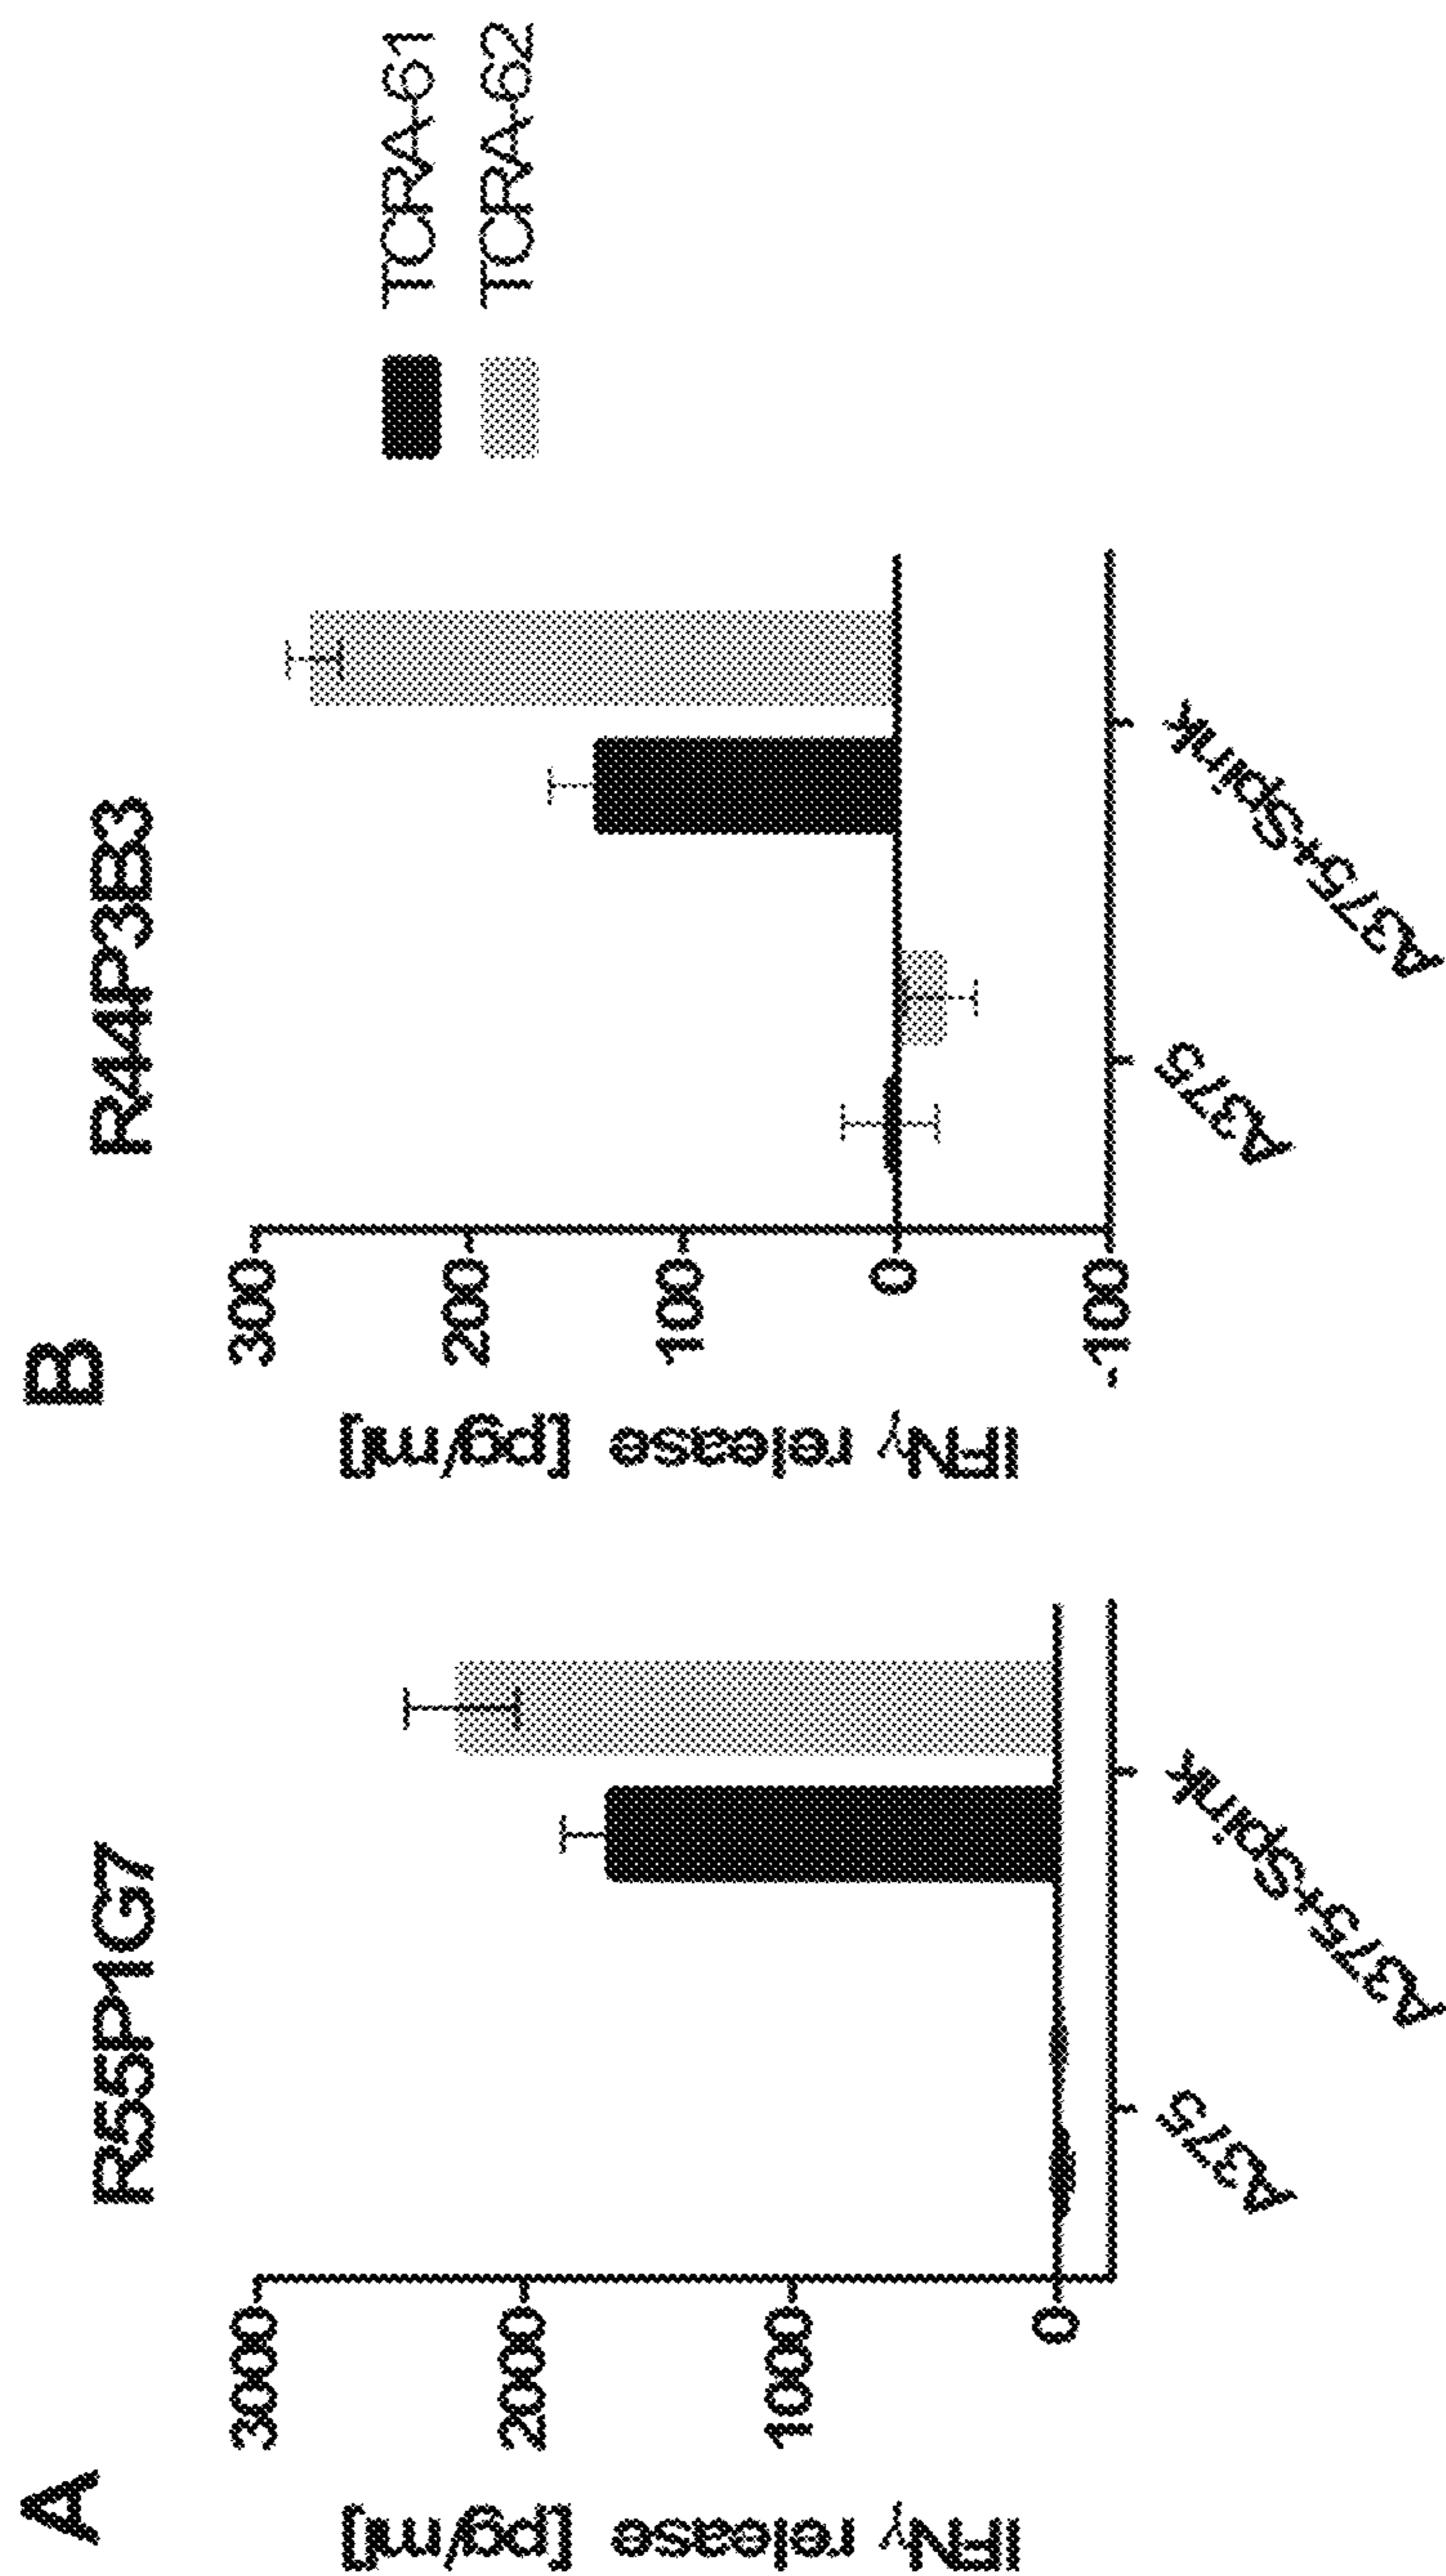 A
R55P1G7
IFNγ release [pg/ml]
3000
2000
1000
0
A375
A375+Spink
B
R44P3B3
IFNγ release [pg/ml]
300
200
100
0
-100
A375
A375+Spink
TCRA-61
TCRA-62